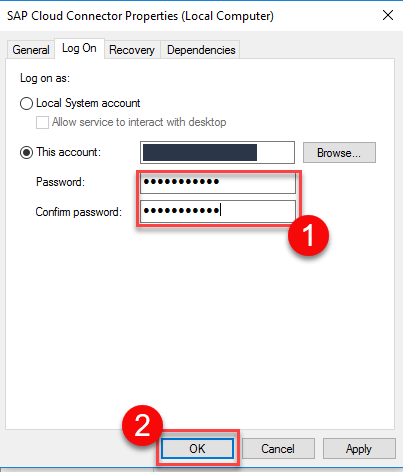 SAP Cloud Connector Properties (Local Computer)
General Log On Recovery Dependencies
Log on as:
Local System account
Allow service to interact with desktop
This account: Browse...
Password: ●●●●●●●●●●●
Confirm password: ●●●●●●●●●●●
1
2
OK Cancel Apply